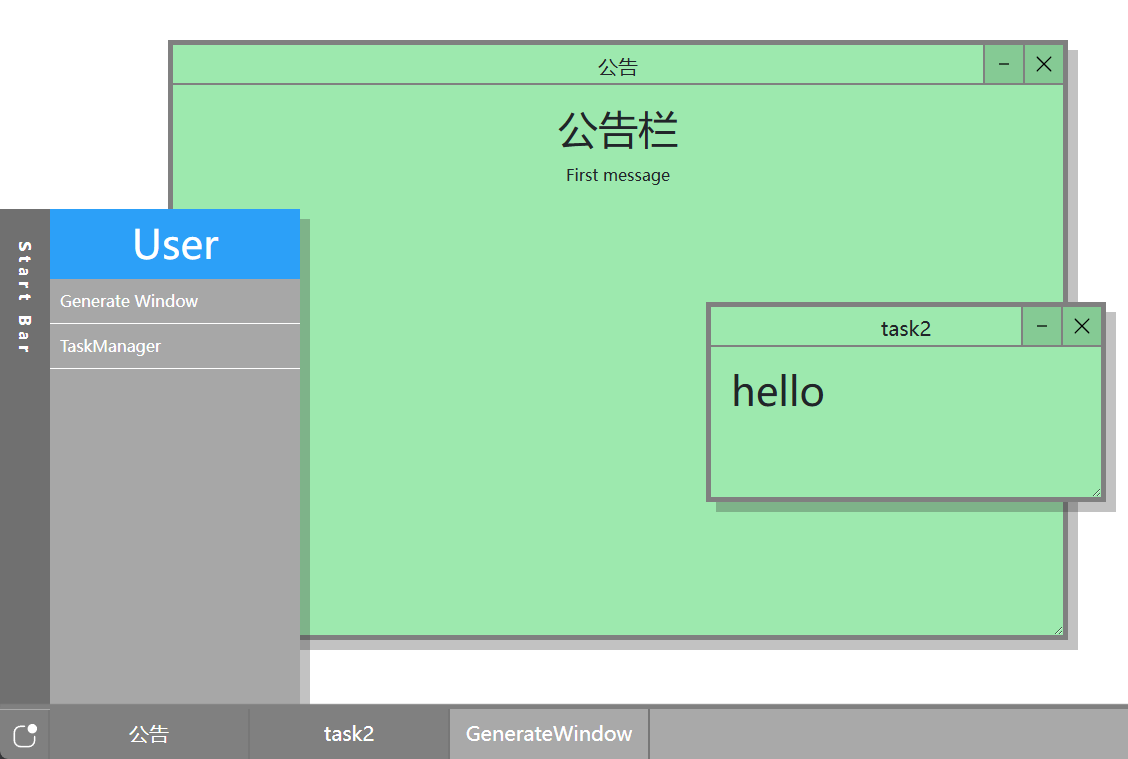 公告
公告栏
First message
Start Bar
User
Generate Window
TaskManager
task2
hello
公告
task2
GenerateWindow